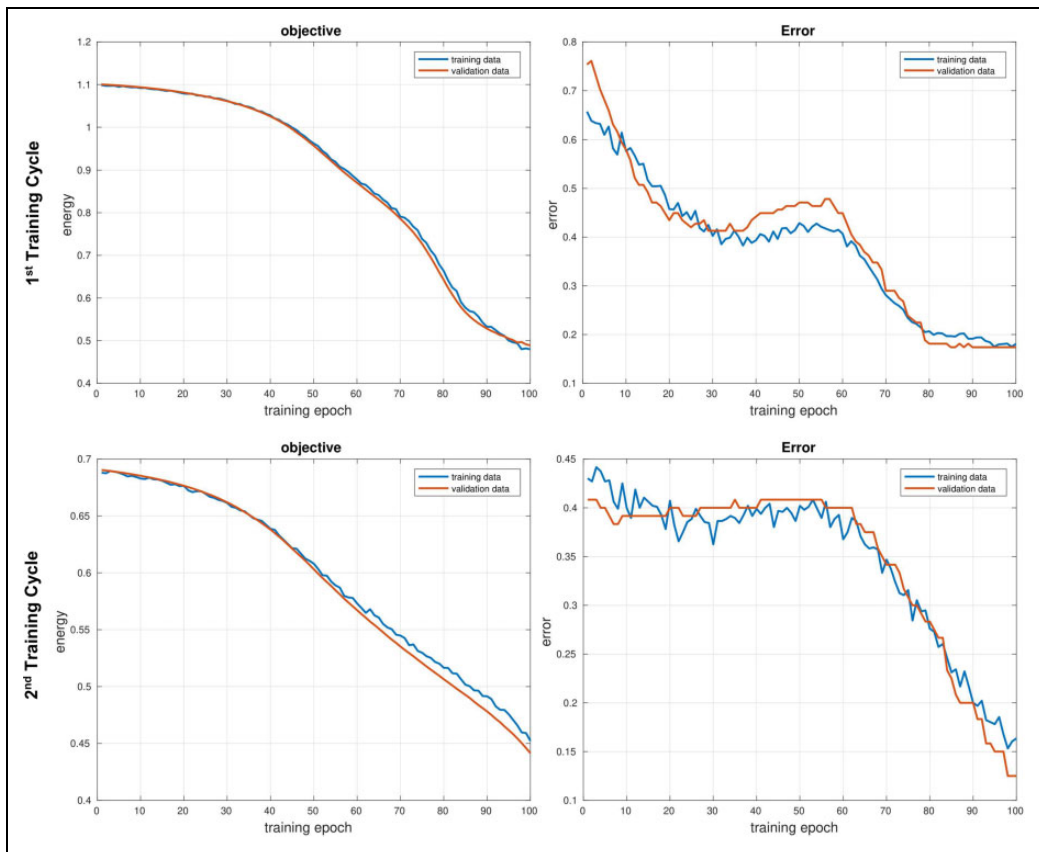 1st Training Cycle
objective
energy
1.2
1.1
1
0.9
0.8
0.7
0.6
0.5
0.4
training data
validation data
0 10 20 30 40 50 60 70 80 90 100
training epoch
Error
error
0.8
0.7
0.6
0.5
0.4
0.3
0.2
0.1
training data
validation data
0 10 20 30 40 50 60 70 80 90 100
training epoch
2nd Training Cycle
objective
energy
0.7
0.65
0.6
0.55
0.5
0.45
0.4
training data
validation data
0 10 20 30 40 50 60 70 80 90 100
training epoch
Error
error
0.45
0.4
0.35
0.3
0.25
0.2
0.15
0.1
training data
validation data
0 10 20 30 40 50 60 70 80 90 100
training epoch